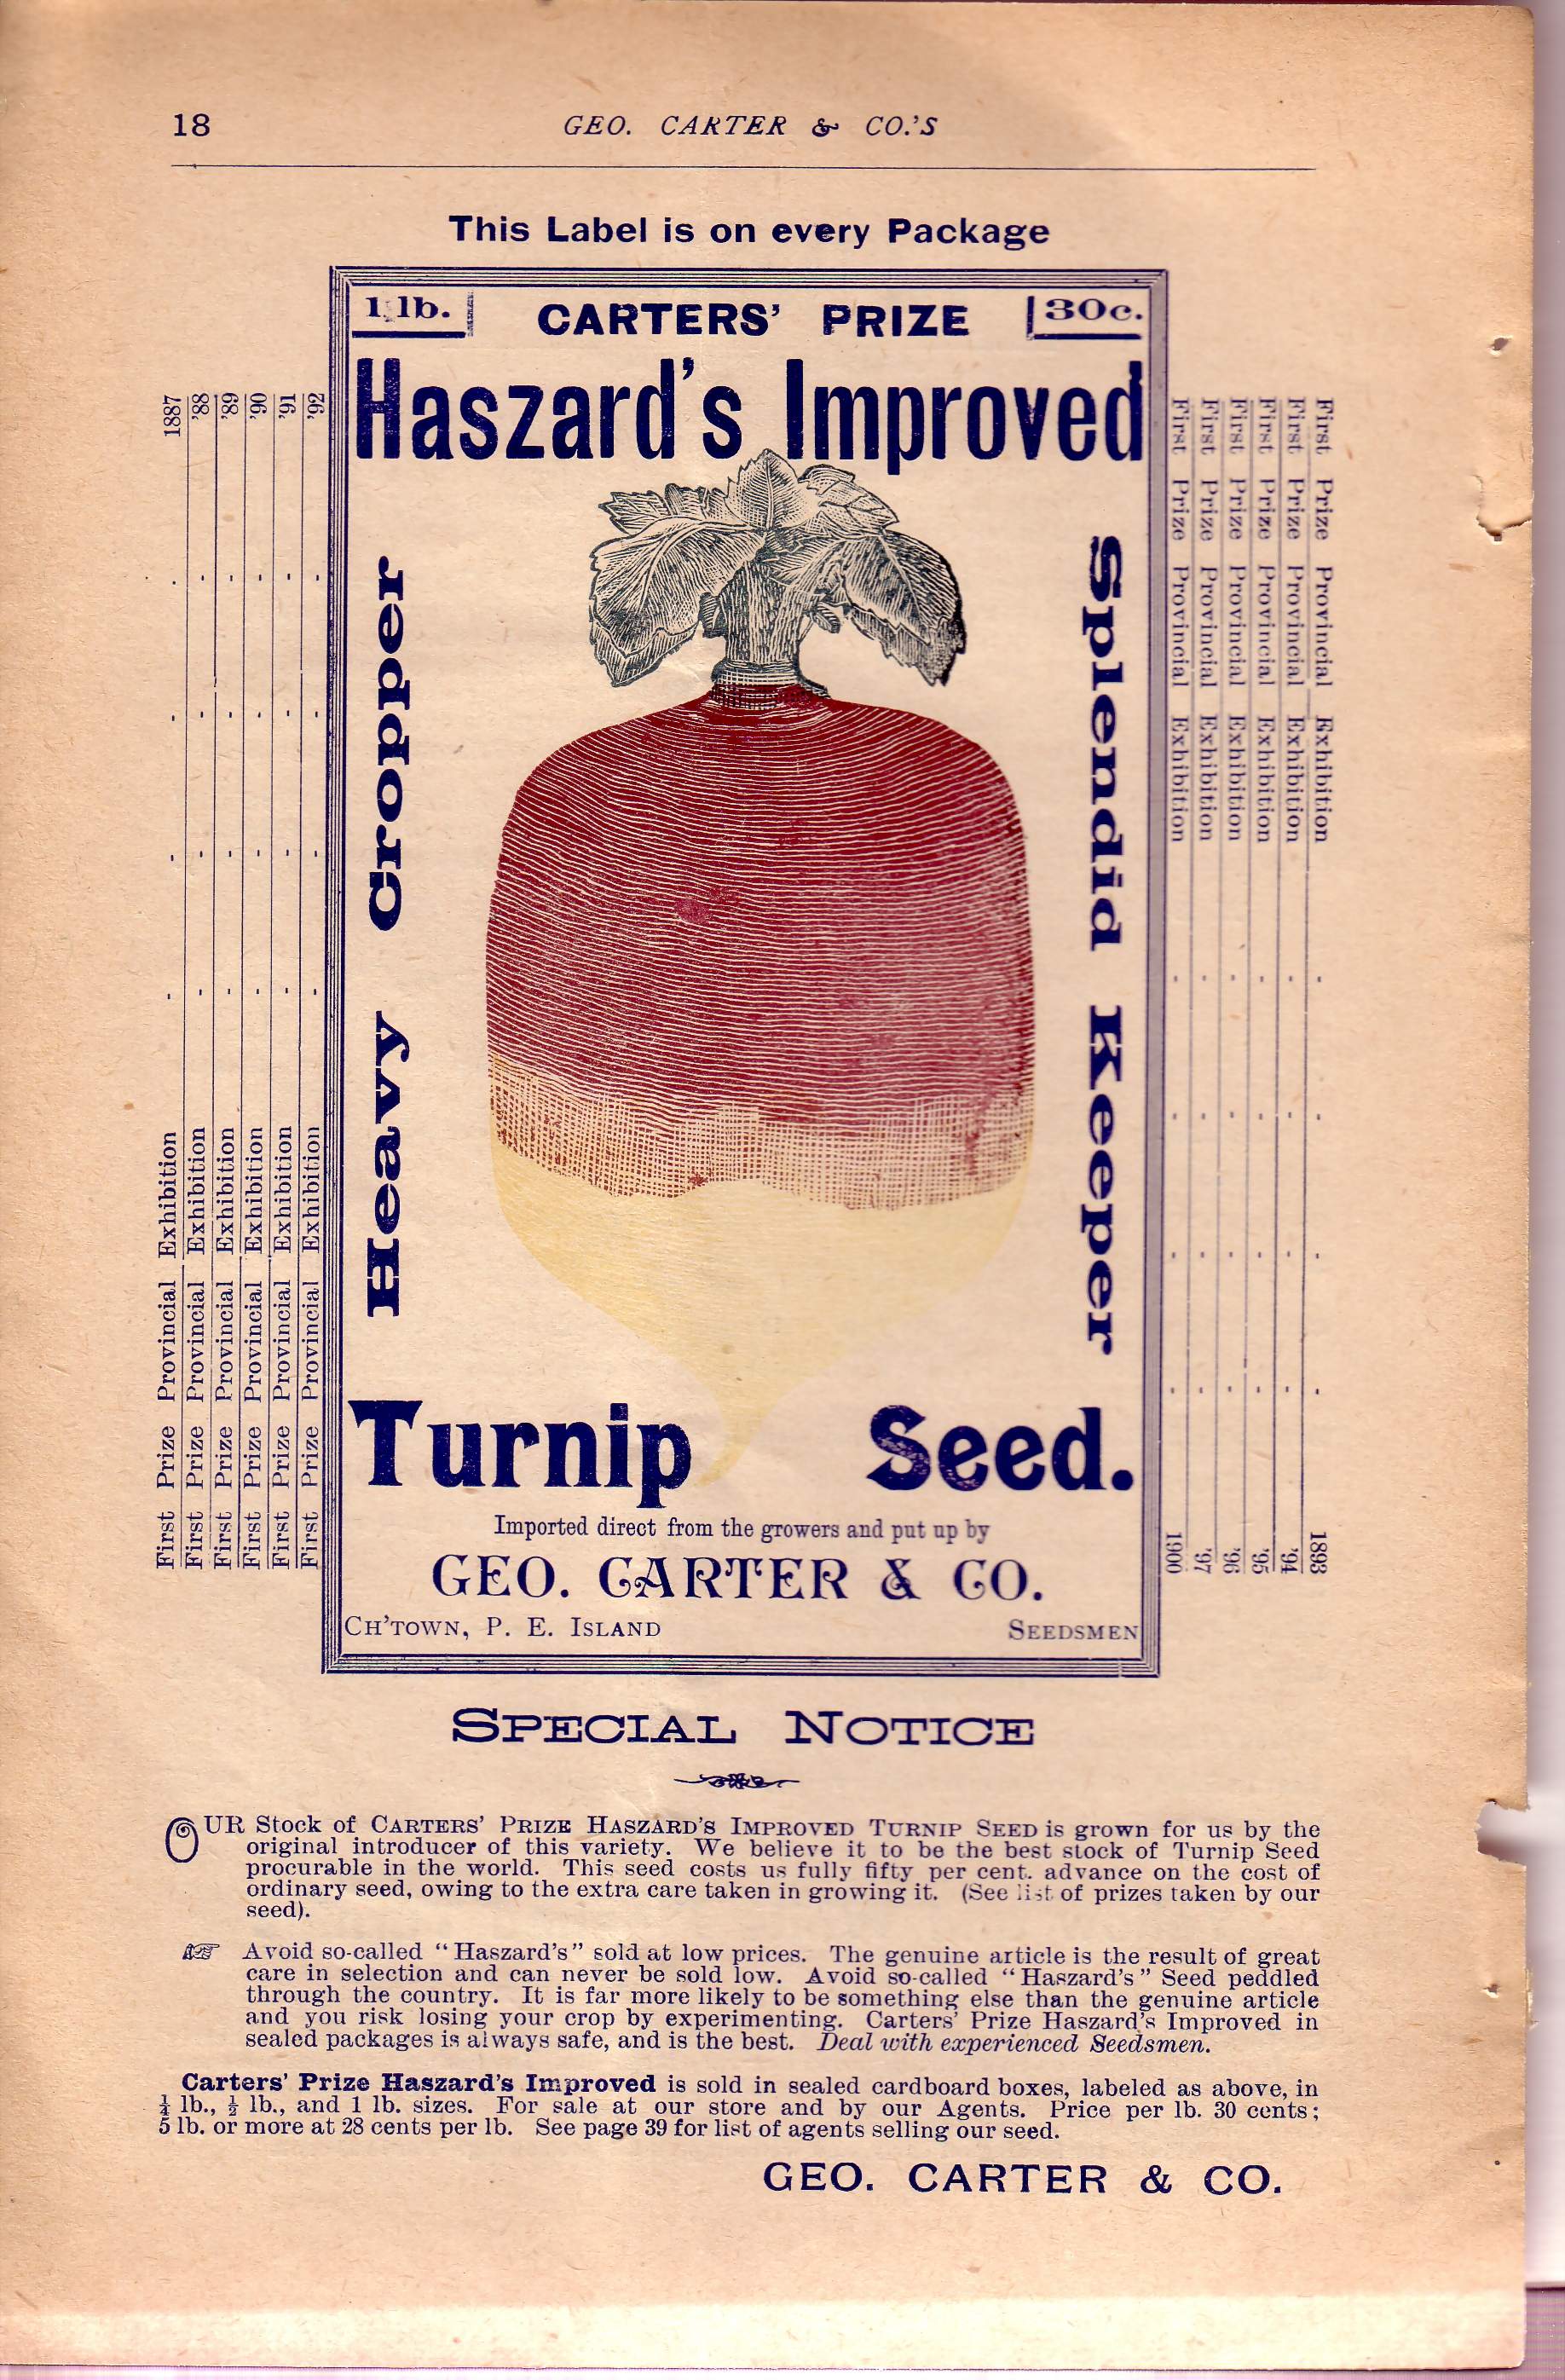 18
GEO. CARTER & CO.'S
This Label is on every Package
1 lb.
CARTERS' PRIZE
30c.
Haszard's Improved
Heavy Cropper
Splendid Keeper
Turnip Seed.
Imported direct from the growers and put up by
GEO. CARTER & CO.
CH'TOWN, P. E. ISLAND
SEEDSMEN
First Prize Provincial Exhibition . . . . 1887
First Prize Provincial Exhibition . . . . '88
First Prize Provincial Exhibition . . . . '89
First Prize Provincial Exhibition . . . . '90
First Prize Provincial Exhibition . . . . '91
First Prize Provincial Exhibition . . . . '92
First Prize Provincial Exhibition . . . . 1893
First Prize Provincial Exhibition . . . . '94
First Prize Provincial Exhibition . . . . '95
First Prize Provincial Exhibition . . . . '96
First Prize Provincial Exhibition . . . . '97
First Prize Provincial Exhibition . . . . 1900
SPECIAL NOTICE
OUR Stock of CARTERS' PRIZE HASZARD'S IMPROVED TURNIP SEED is grown for us by the
original introducer of this variety. We believe it to be the best stock of Turnip Seed
procurable in the world. This seed costs us fully fifty per cent. advance on the cost of
ordinary seed, owing to the extra care taken in growing it. (See list of prizes taken by our
seed).
☞ Avoid so-called "Haszard's" sold at low prices. The genuine article is the result of great
care in selection and can never be sold low. Avoid so-called "Haszard's" Seed peddled
through the country. It is far more likely to be something else than the genuine article
and you risk losing your crop by experimenting. Carters' Prize Haszard's Improved in
sealed packages is always safe, and is the best. Deal with experienced Seedsmen.
Carters' Prize Haszard's Improved is sold in sealed cardboard boxes, labeled as above, in
¼ lb., ½ lb., and 1 lb. sizes. For sale at our store and by our Agents. Price per lb. 30 cents;
5 lb. or more at 28 cents per lb. See page 39 for list of agents selling our seed.
GEO. CARTER & CO.